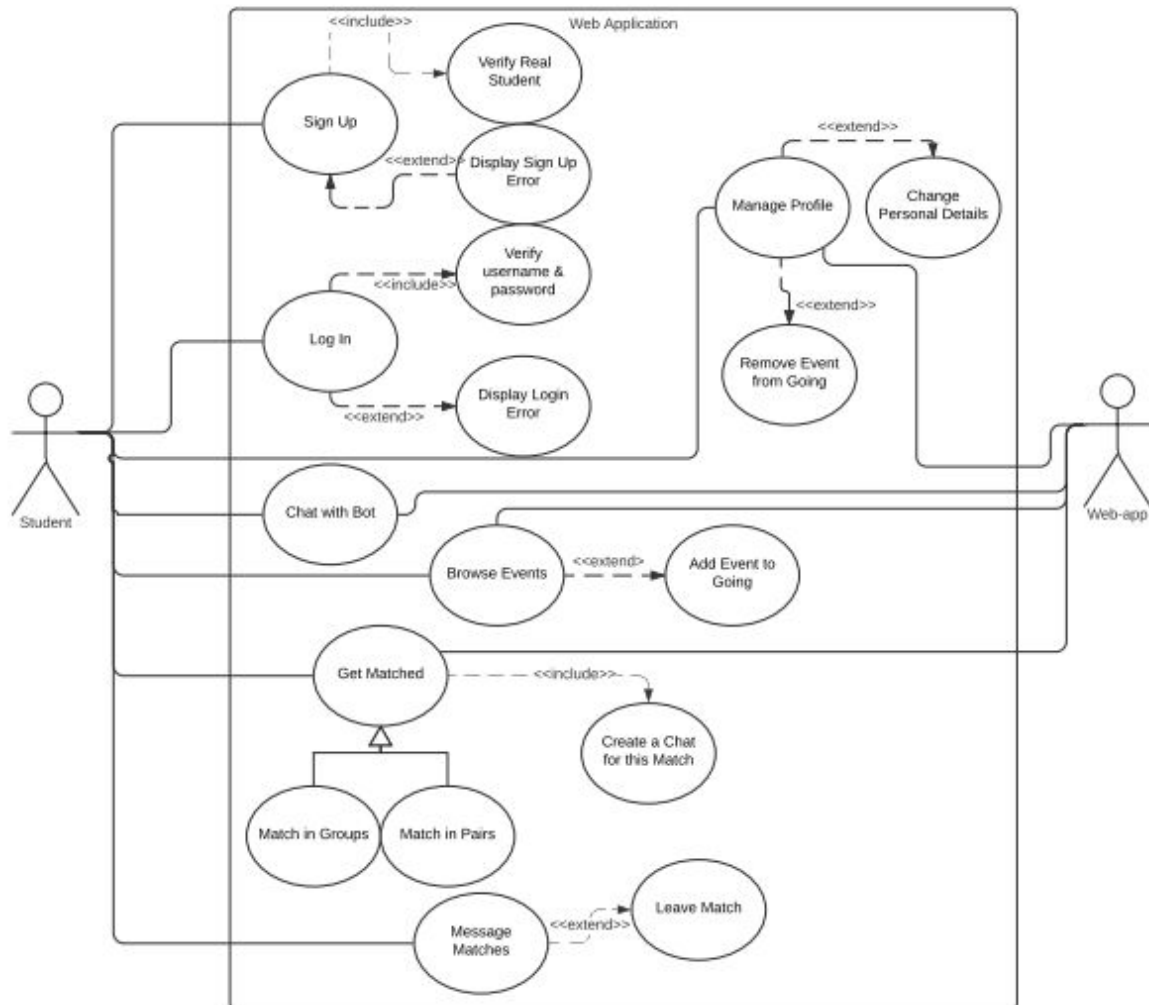 <<include>>
Web Application
Verify Real
Student
Sign Up
<<extend>>
Display Sign Up
Error
<<extend>>
Manage Profile
Change
Personal Details
Verify
username &
password
<<include>>
<<extend>>
Log In
Remove Event
from Going
Display Login
Error
<<extend>>
Student
Chat with Bot
Web-app
Browse Events
<<extend>
Add Event to
Going
Get Matched
<<include>>
Create a Chat
for this Match
Match in Groups
Match in Pairs
Message
Matches
<<extend>>
Leave Match